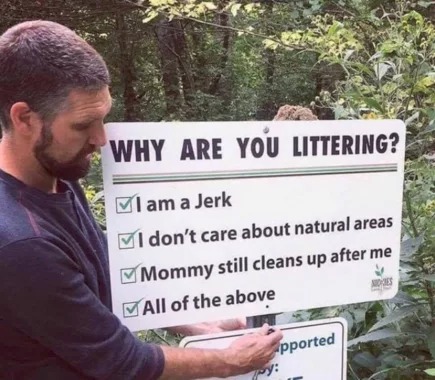 WHY ARE YOU LITTERING?
I am a Jerk
I don't care about natural areas
Mommy still cleans up after me
All of the above
pported
by: